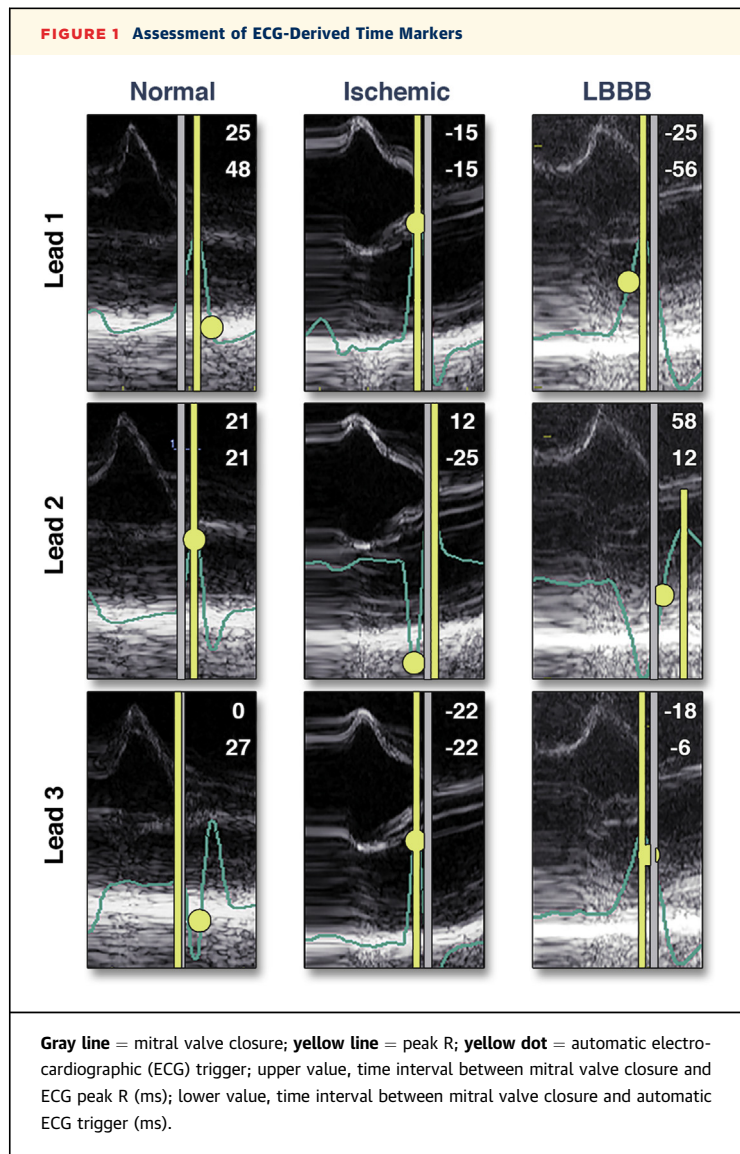 FIGURE 1 Assessment of ECG-Derived Time Markers
Normal Ischemic LBBB
Lead 1
25 -15 -25
48 -15 -56
Lead 2
21 12 58
1
21 -25 12
Lead 3
0 -22 -18
27 -22 -6
Gray line = mitral valve closure; yellow line = peak R; yellow dot = automatic electro-
cardiographic (ECG) trigger; upper value, time interval between mitral valve closure and
ECG peak R (ms); lower value, time interval between mitral valve closure and automatic
ECG trigger (ms).